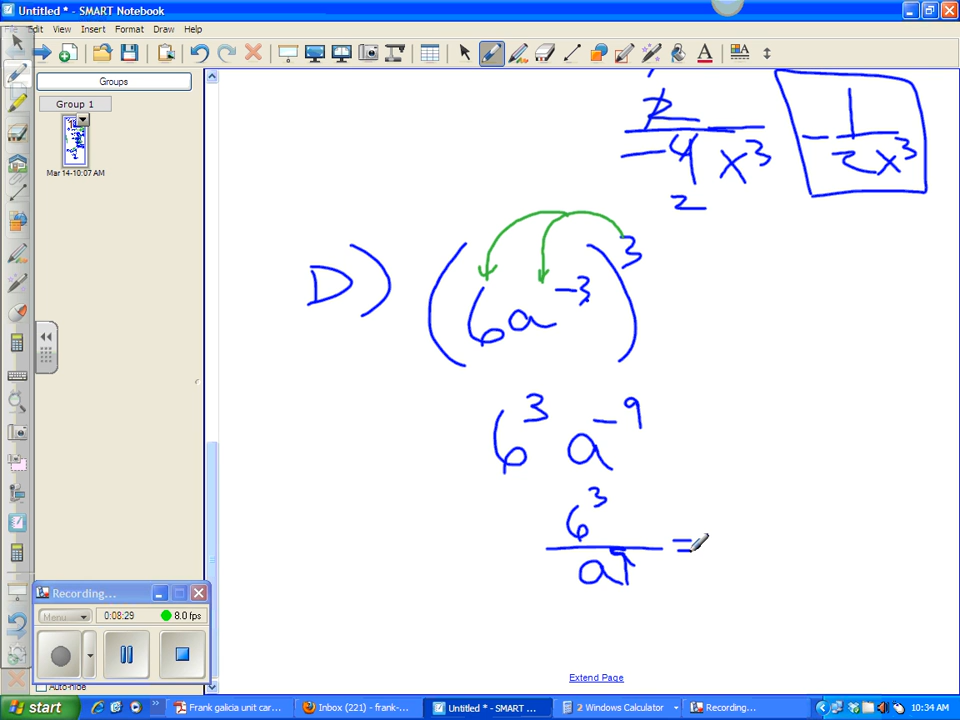 Untitled * - SMART Notebook
File Edit View Insert Format Draw Help
Groups
Group 1
Mar 14-10:07 AM
2
- 4 x³
2
- 1
2x³
D) (6a⁻³)³
6³ a⁻⁹
6³
a⁹ =
Recording...
Menu
0:08:29
8.0 fps
Auto-hide
Extend Page
start
Frank galicia unit car...
Inbox (221) - frank-...
Untitled * - SMART ...
2 Windows Calculator
Recording...
10:34 AM